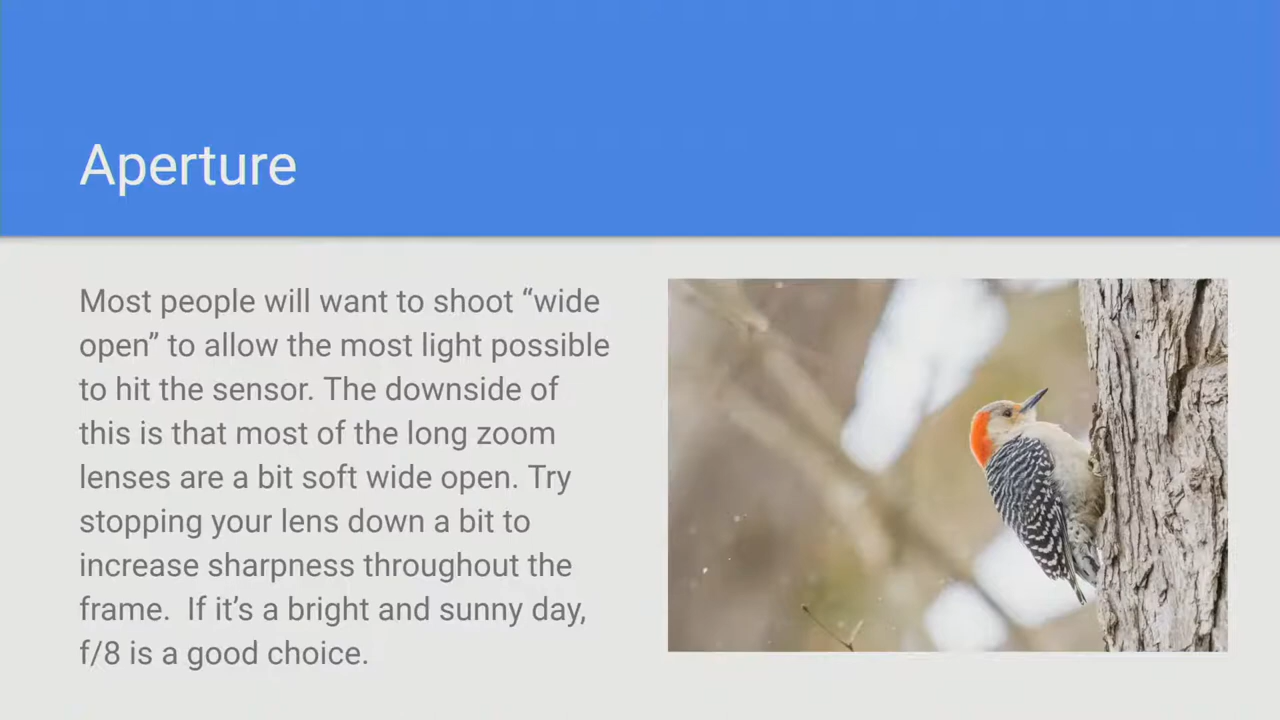 Aperture
Most people will want to shoot “wide
open” to allow the most light possible
to hit the sensor. The downside of
this is that most of the long zoom
lenses are a bit soft wide open. Try
stopping your lens down a bit to
increase sharpness throughout the
frame.  If it’s a bright and sunny day,
f/8 is a good choice.